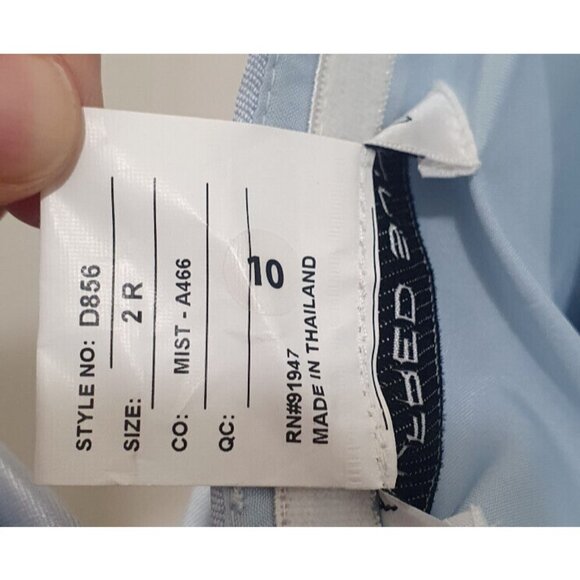 STYLE NO: D856
SIZE: 2 R
CO: MIST - A466
QC:
10
RN#91947
MADE IN THAILAND